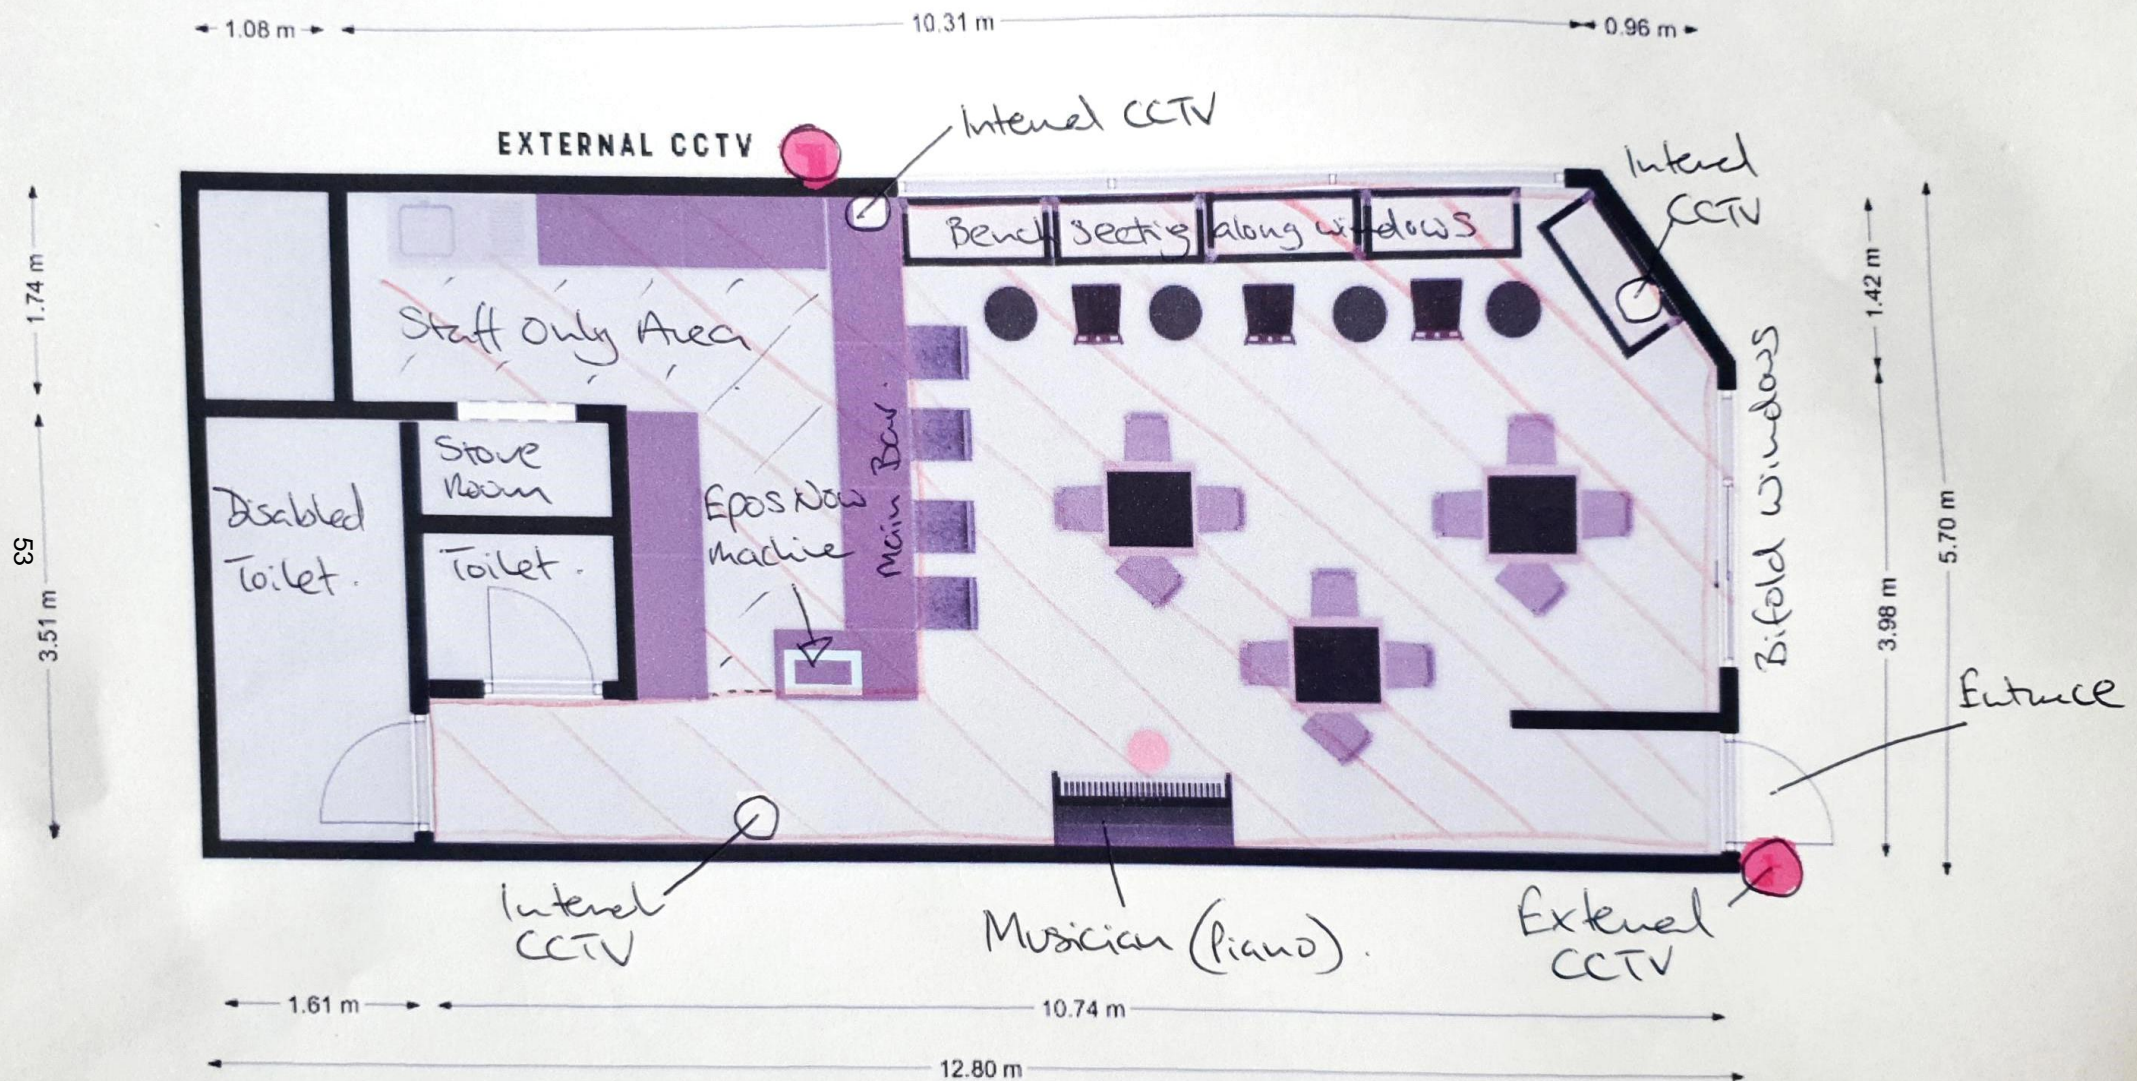 1.08 m
10.31 m
0.96 m
EXTERNAL CCTV
Internal CCTV
Internal
CCTV
Bench seating along windows
1.74 m
Staff Only Area
1.42 m
Main Bar.
Bifold Windows
Store
Room
Disabled
Toilet.
Epos Now
machine
Toilet.
53
3.51 m
5.70 m
3.98 m
Entrance
Internal
CCTV
Musician (Piano).
External
CCTV
1.61 m
10.74 m
12.80 m